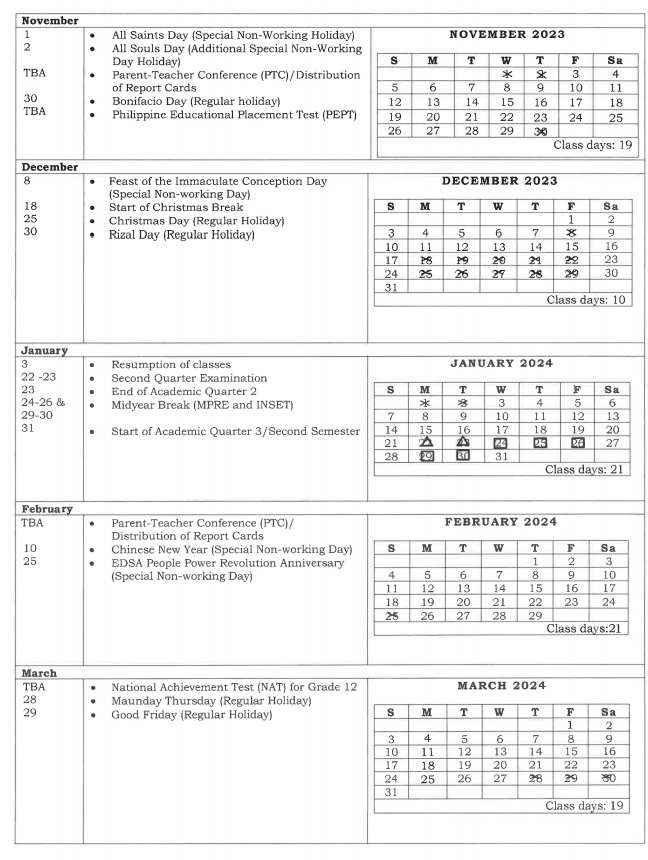 November
1 • All Saints Day (Special Non-Working Holiday)
2 • All Souls Day (Additional Special Non-Working
Day Holiday)
TBA • Parent-Teacher Conference (PTC)/Distribution
of Report Cards
30 • Bonifacio Day (Regular holiday)
TBA • Philippine Educational Placement Test (PEPT)
NOVEMBER 2023
S M T W T F Sa
3 4
5 6 7 8 9 10 11
12 13 14 15 16 17 18
19 20 21 22 23 24 25
26 27 28 29 30
Class days: 19
December
8 • Feast of the Immaculate Conception Day
(Special Non-working Day)
18 • Start of Christmas Break
25 • Christmas Day (Regular Holiday)
30 • Rizal Day (Regular Holiday)
DECEMBER 2023
S M T W T F Sa
1 2
3 4 5 6 7 8 9
10 11 12 13 14 15 16
17 18 19 20 21 22 23
24 25 26 27 28 29 30
31
Class days: 10
January
3 • Resumption of classes
22 -23 • Second Quarter Examination
23 • End of Academic Quarter 2
24-26 & • Midyear Break (MPRE and INSET)
29-30
31 • Start of Academic Quarter 3/Second Semester
JANUARY 2024
S M T W T F Sa
3 4 5 6
7 8 9 10 11 12 13
14 15 16 17 18 19 20
21 24 25 26 27
28 29 30 31
Class days: 21
February
TBA • Parent-Teacher Conference (PTC)/
Distribution of Report Cards
10 • Chinese New Year (Special Non-working Day)
25 • EDSA People Power Revolution Anniversary
(Special Non-working Day)
FEBRUARY 2024
S M T W T F Sa
1 2 3
4 5 6 7 8 9 10
11 12 13 14 15 16 17
18 19 20 21 22 23 24
25 26 27 28 29
Class days:21
March
TBA • National Achievement Test (NAT) for Grade 12
28 • Maunday Thursday (Regular Holiday)
29 • Good Friday (Regular Holiday)
MARCH 2024
S M T W T F Sa
1 2
3 4 5 6 7 8 9
10 11 12 13 14 15 16
17 18 19 20 21 22 23
24 25 26 27 28 29 30
31
Class days: 19